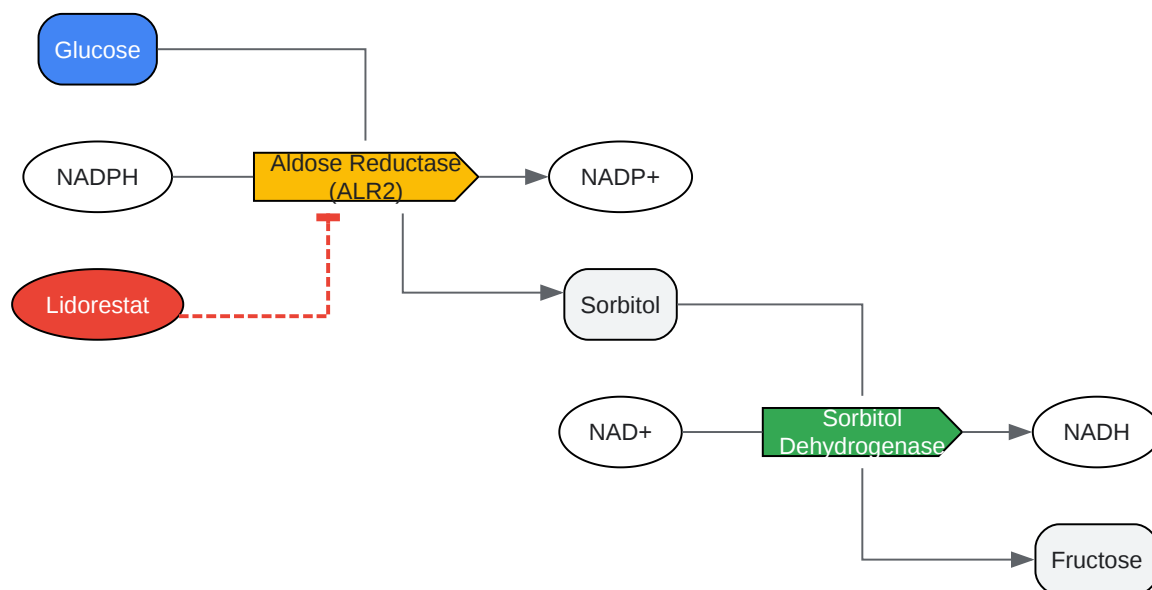 Glucose
NADPH
Aldose Reductase
(ALR2)
NADP+
Lidorestat
Sorbitol
NAD+
Sorbitol
Dehydrogenase
NADH
Fructose